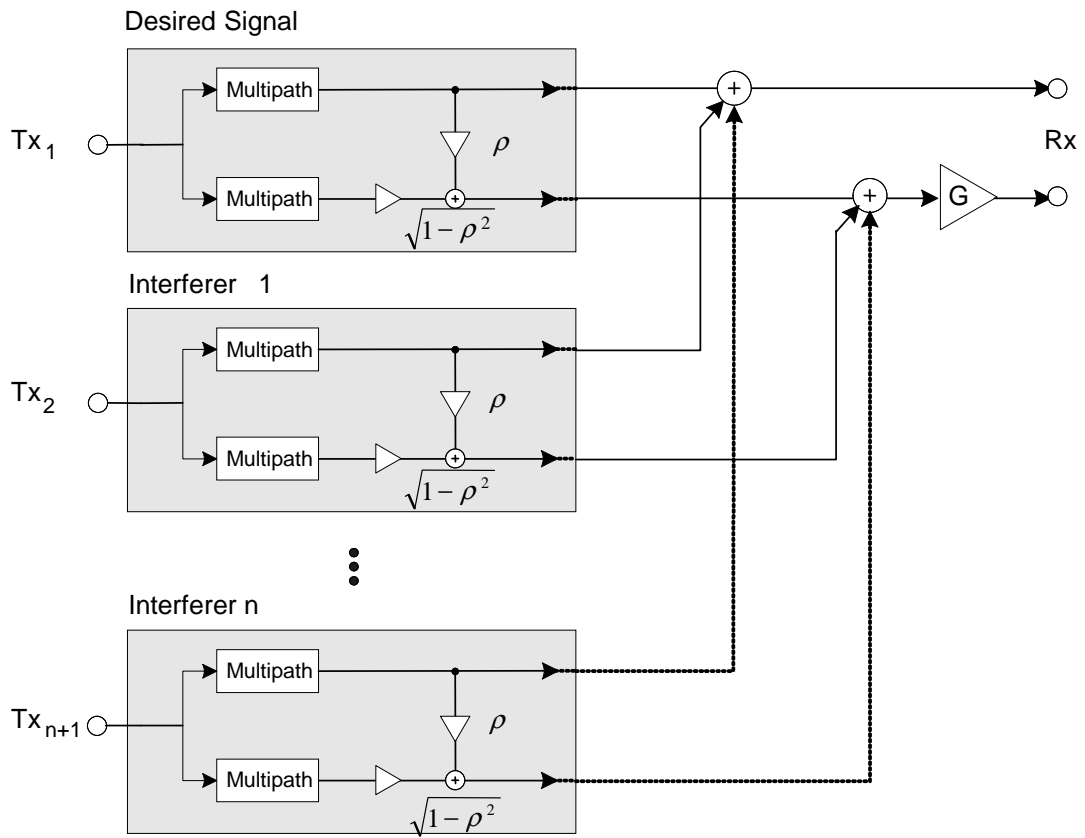 Desired Signal
Multipath
Tx₁
ρ
Rx
Multipath
G
√(1 − ρ²)
Interferer 1
Multipath
Tx₂
ρ
Multipath
√(1 − ρ²)
Interferer n
Multipath
Txₙ₊₁
ρ
Multipath
√(1 − ρ²)